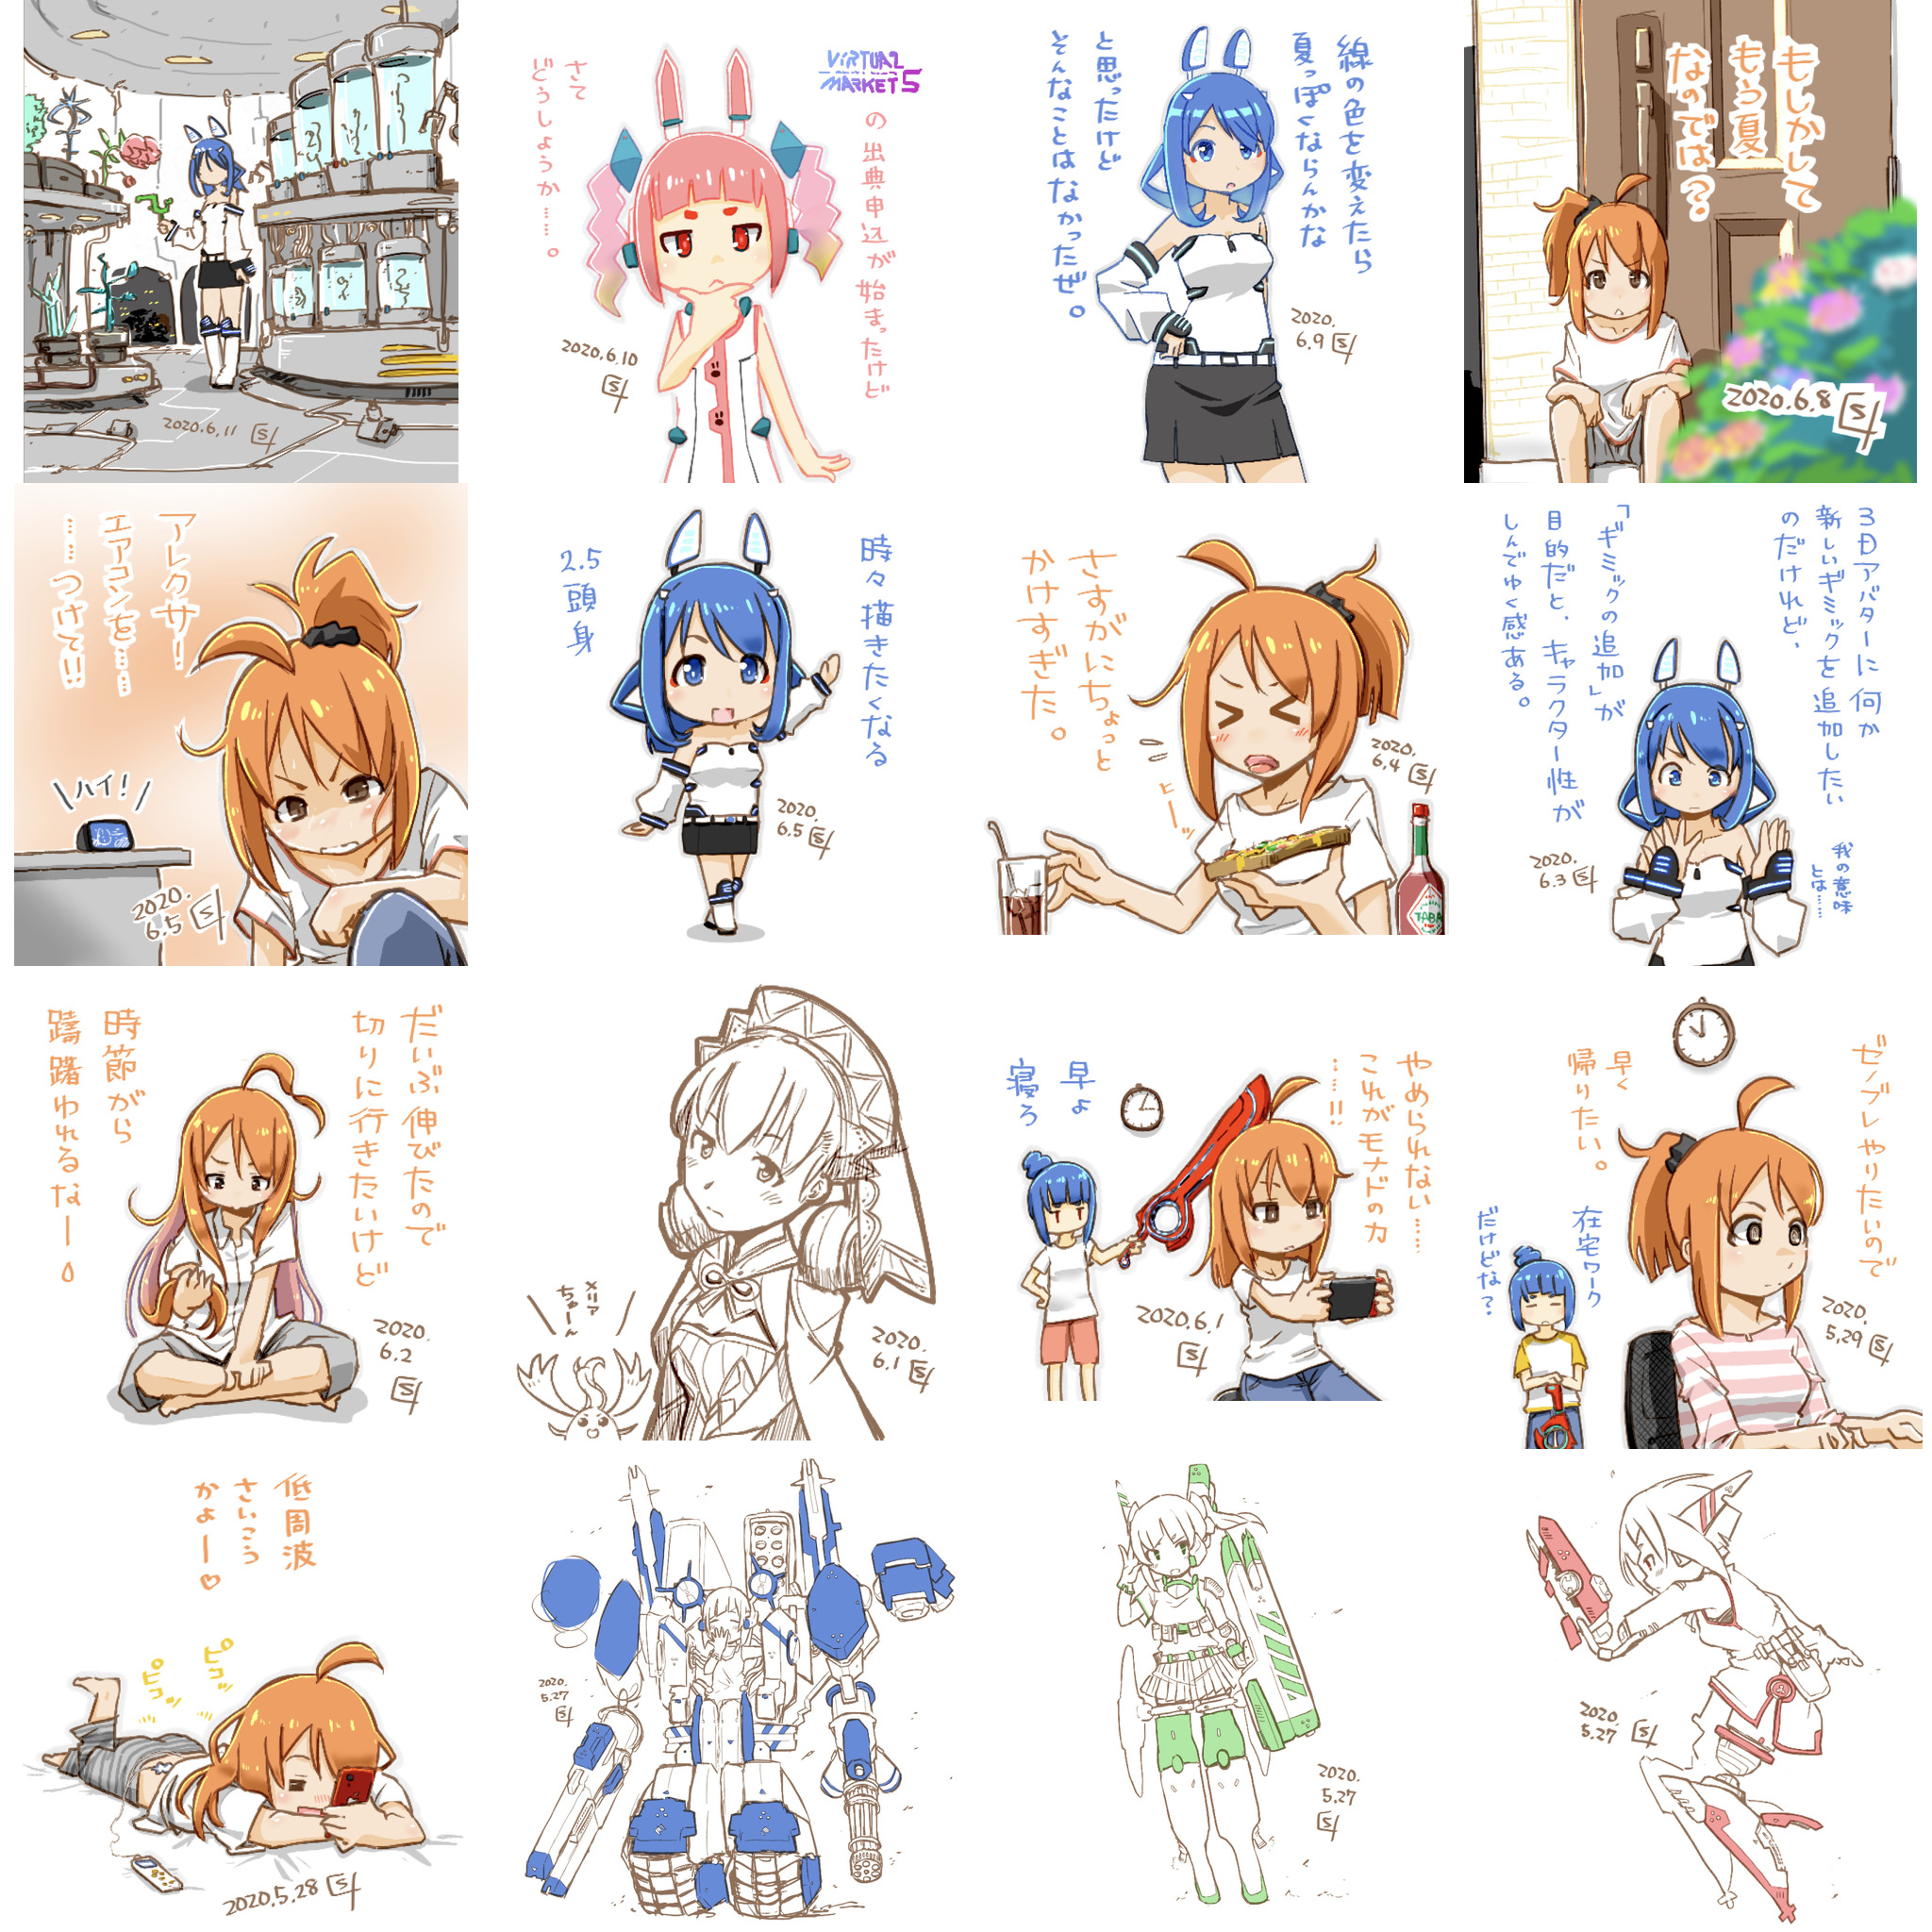 2020.6.11
VIRTUAL
MARKET 5
の出典申込が始まったけど
さて
どうしようか……。
2020.6.10
線の色を変えたら
夏っぽくならんかな
と思ったけど
そんなことはなかったぜ。
2020.
6.9
もしかして
もう夏
なのでは?
2020.6.8
アレクサー!
エアコンを……
……つけて!!
ハイ!
2020.
6.5
時々描きたくなる
2.5頭身
2020.
6.5
さすがにちょっと
かけすぎた。
ヒーッ
2020.
6.4
TABA
3Dアバターに何か
新しいギミックを追加したい
のだけれど、
「ギミックの追加」が
目的だと、キャラクター性が
しんでゆく感ある。
我の意味
とは……
2020.
6.3
だいぶ伸びたので
切りに行きたいけど
時節がら
躊躇われるなー。
2020.
6.2
メリア
ちゃーん
2020.
6.1
やめられない……
これがモナドの力
……!!
早よ
寝ろ
2020.6.1
ゼノブレやりたいので
早く
帰りたい。
在宅ワーク
だけどな?
2020.
5.29
低周波
さいこう
かよー♡
ピコッ
ピコッ
2020.5.28
2020.
5.27
2020.
5.27
2020.
5.27